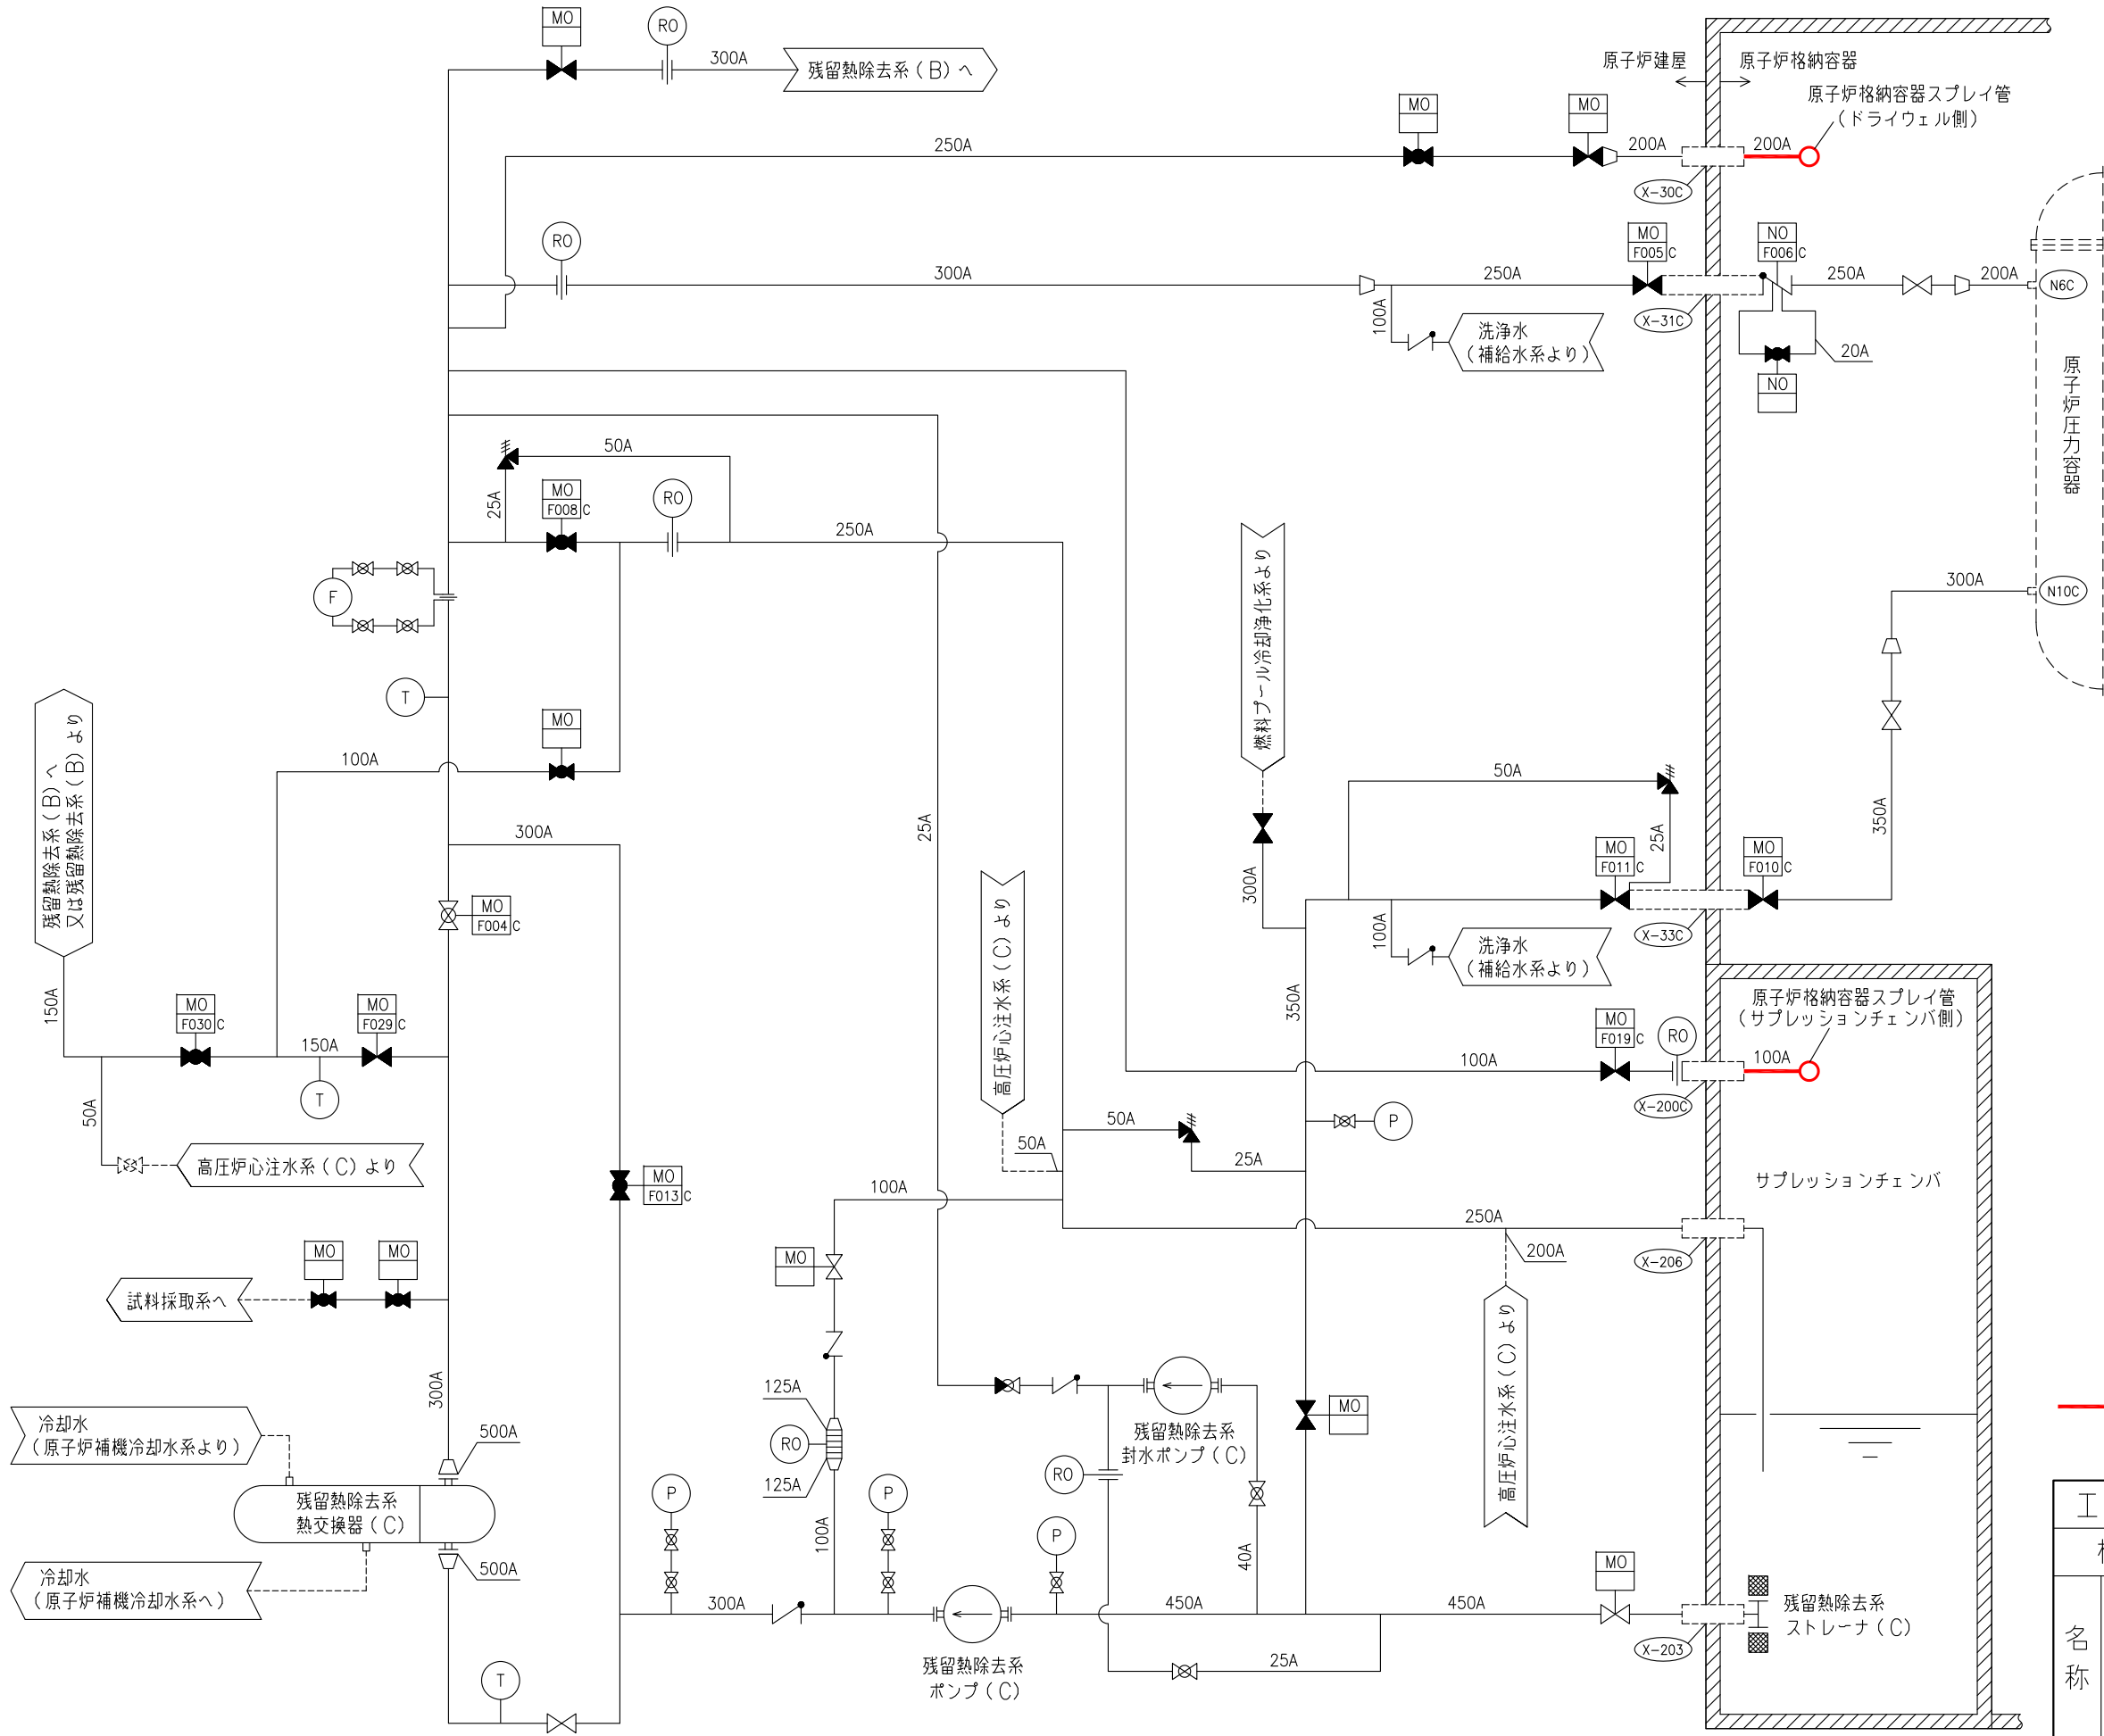 MO
RO
300A
残留熱除去系(B)へ
原子炉建屋
原子炉格納容器
原子炉格納容器スプレイ管
(ドライウェル側)
MO
MO
250A
200A
200A
X-30C
RO
300A
250A
MO
F005 C
NO
F006 C
250A
200A
N6C
X-31C
100A
洗浄水
(補給水系より)
20A
NO
原子炉圧力容器
50A
25A
MO
F008 C
RO
250A
F
T
MO
100A
残留熱除去系(B)へ
又は残留熱除去系(B)より
燃料プール冷却浄化系より
300A
N10C
350A
300A
25A
50A
25A
MO
F011 C
MO
F010 C
300A
X-33C
100A
洗浄水
(補給水系より)
MO
F004 C
高圧炉心注水系(C)より
150A
MO
F030 C
MO
F029 C
150A
T
50A
高圧炉心注水系(C)より
350A
原子炉格納容器スプレイ管
(サプレッションチェンバ側)
MO
F019 C
RO
100A
100A
X-200C
P
50A
25A
50A
MO
F013 C
サプレッションチェンバ
100A
250A
200A
X-206
MO
MO
MO
試料採取系へ
高圧炉心注水系(C)より
300A
125A
RO
125A
100A
残留熱除去系
封水ポンプ(C)
MO
RO
40A
冷却水
(原子炉補機冷却水系より)
500A
残留熱除去系
熱交換器(C)
500A
冷却水
(原子炉補機冷却水系へ)
P
P
P
300A
450A
450A
MO
残留熱除去系
ストレーナ(C)
X-203
残留熱除去系
ポンプ(C)
25A
T
工
名
称